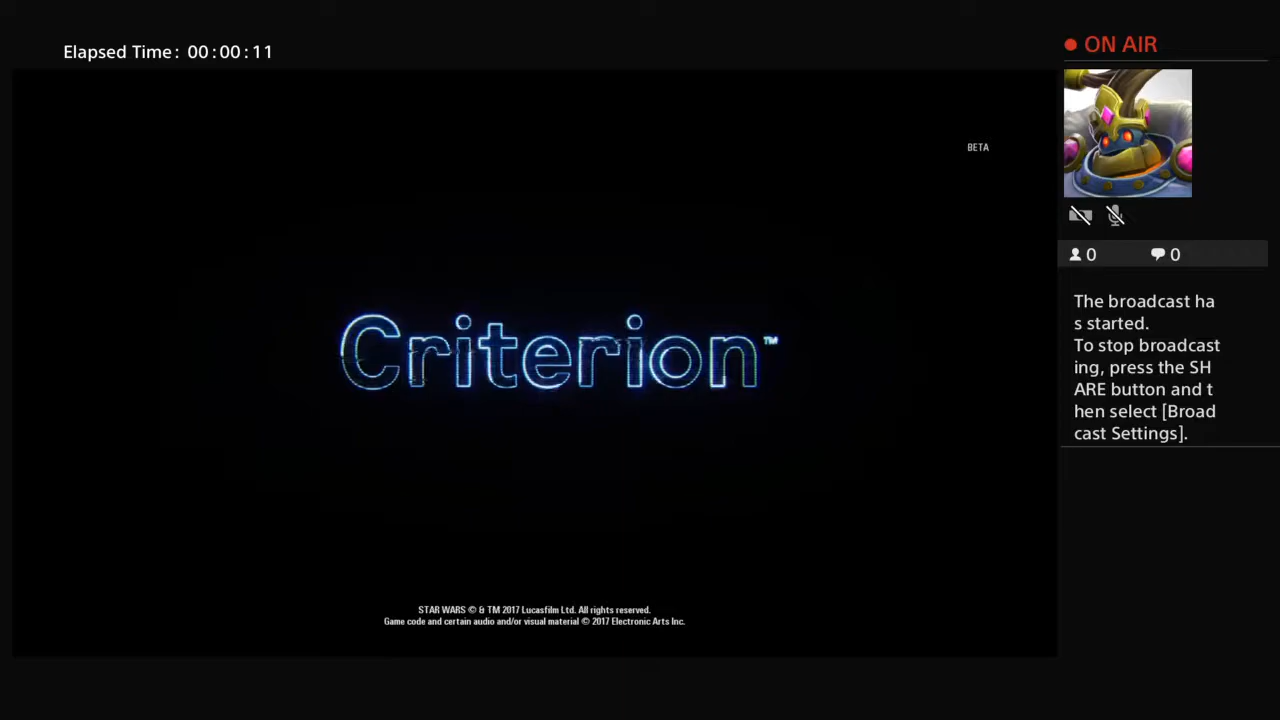 Elapsed Time: 00:00:11
ON AIR
BETA
0 0
Criterion™
The broadcast ha
s started.
To stop broadcast
ing, press the SH
ARE button and t
hen select [Broad
cast Settings].
STAR WARS © & TM 2017 Lucasfilm Ltd. All rights reserved.
Game code and certain audio and/or visual material © 2017 Electronic Arts Inc.